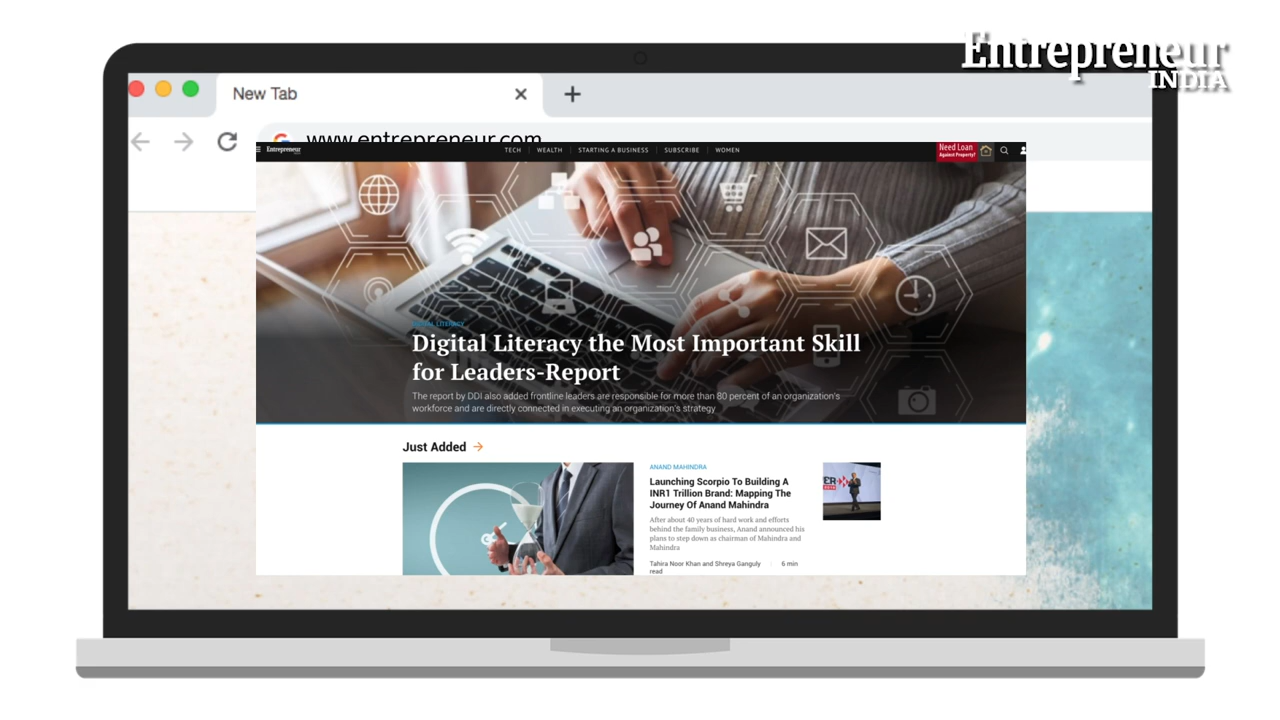 Entrepreneur
INDIA
New Tab
www.entrepreneur.com
Entrepreneur
TECH
WEALTH
STARTING A BUSINESS
SUBSCRIBE
WOMEN
Need Loan
Against Property?
LITERACY
Digital Literacy the Most Important Skill
for Leaders-Report
The report by DDI also added frontline leaders are responsible for more than 80 percent of an organization's
workforce and are directly connected in executing an organization's strategy
Just Added
ANAND MAHINDRA
Launching Scorpio To Building A
INR1 Trillion Brand: Mapping The
Journey Of Anand Mahindra
After about 40 years of hard work and efforts
behind the family business, Anand announced his
plans to step down as chairman of Mahindra and
Mahindra
Tahira Noor Khan and Shreya Ganguly
6 min
read